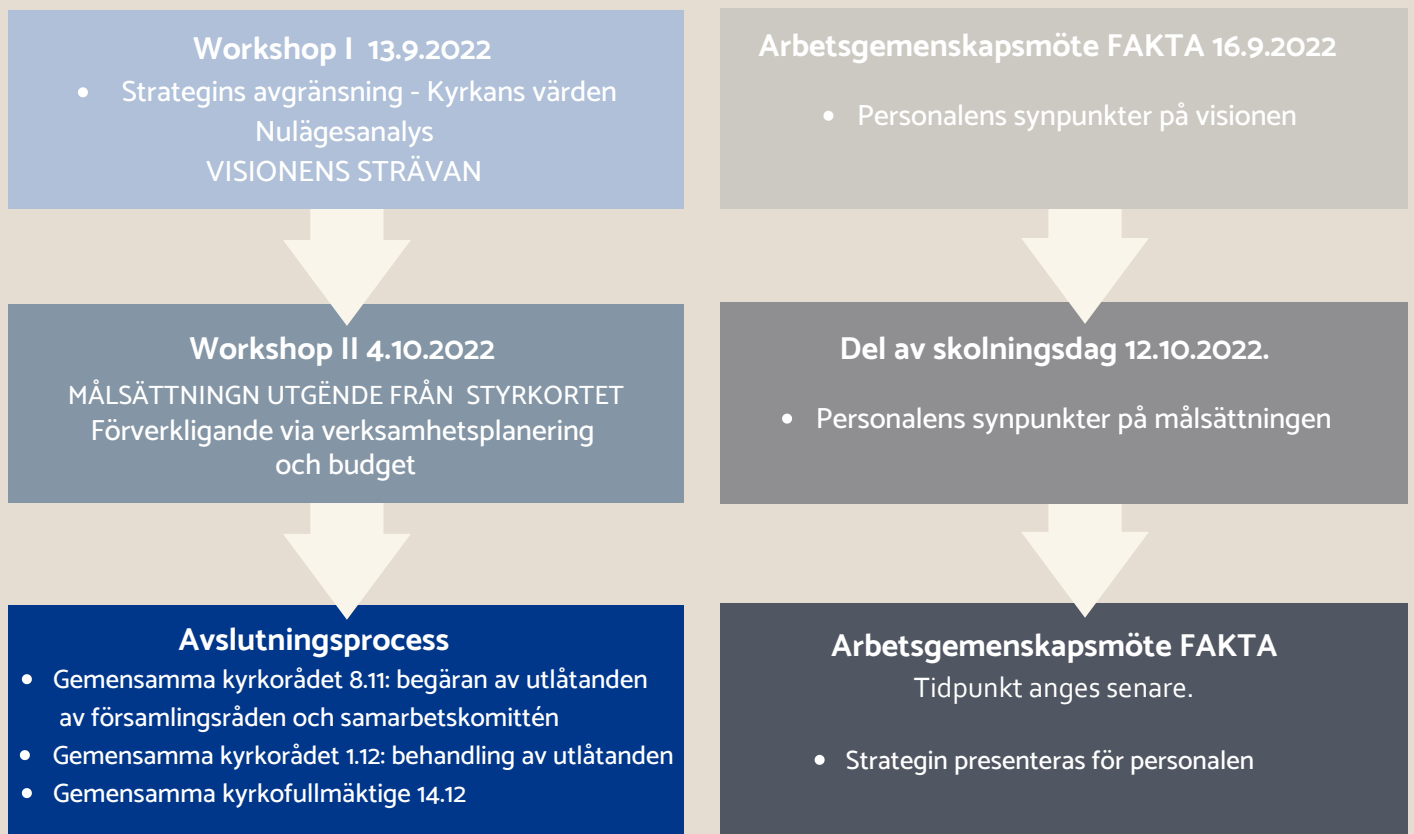 Workshop I 13.9.2022
• Strategins avgränsning - Kyrkans värden
Nulägesanalys
VISIONENS STRÄVAN
Workshop II 4.10.2022
MÅLSÄTTNINGN UTGËNDE FRÅN STYRKORTET
Förverkligande via verksamhetsplanering
och budget
Avslutningsprocess
• Gemensamma kyrkorådet 8.11: begäran av utlåtanden
av församlingsråden och samarbetskomittén
• Gemensamma kyrkorådet 1.12: behandling av utlåtanden
• Gemensamma kyrkofullmäktige 14.12
Arbetsgemenskapsmöte FAKTA 16.9.2022
• Personalens synpunkter på visionen
Del av skolningsdag 12.10.2022.
• Personalens synpunkter på målsättningen
Arbetsgemenskapsmöte FAKTA
Tidpunkt anges senare.
• Strategin presenteras för personalen